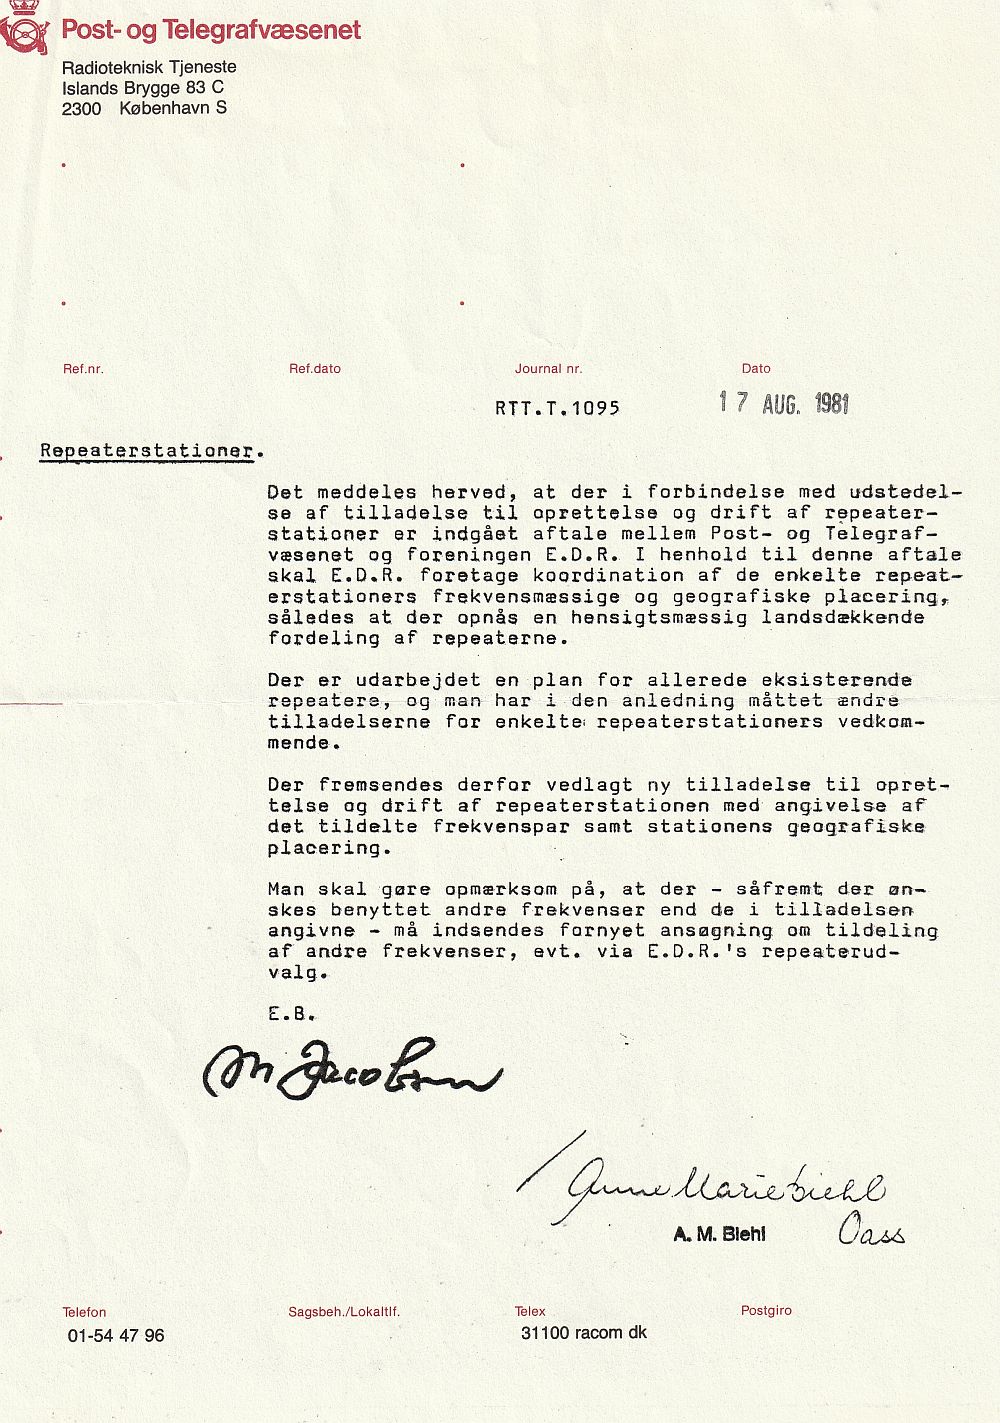 Post- og Telegrafvæsenet
Radioteknisk Tjeneste
Islands Brygge 83 C
2300 København S
Ref.nr. Ref.dato Journal nr. Dato
RTT.T.1095 17 AUG. 1981
Repeaterstationer.
Det meddeles herved, at der i forbindelse med udstedel-
se af tilladelse til oprettelse og drift af repeater-
stationer er indgået aftale mellem Post- og Telegraf-
væsenet og foreningen E.D.R. I henhold til denne aftale
skal E.D.R. foretage koordination af de enkelte repeat-
erstationers frekvensmæssige og geografiske placering,
således at der opnås en hensigtsmæssig landsdækkende
fordeling af repeaterne.
Der er udarbejdet en plan for allerede eksisterende
repeatere, og man har i den anledning måttet ændre
tilladelserne for enkelte repeaterstationers vedkom-
mende.
Der fremsendes derfor vedlagt ny tilladelse til opret-
telse og drift af repeaterstationen med angivelse af
det tildelte frekvenspar samt stationens geografiske
placering.
Man skal gøre opmærksom på, at der - såfremt der øn-
skes benyttet andre frekvenser end de i tilladelsen
angivne - må indsendes fornyet ansøgning om tildeling
af andre frekvenser, evt. via E.D.R.'s repeaterud-
valg.
E.B.
M Jacobsen
/ Anne Marie Biehl
A. M. Biehl Oass
Telefon Sagsbeh./Lokaltlf. Telex Postgiro
01-54 47 96 31100 racom dk